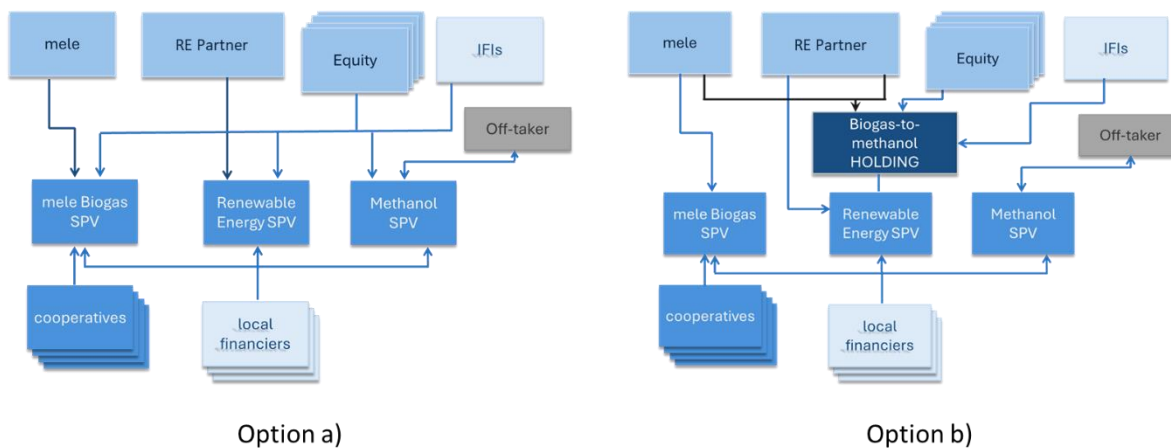 mele
RE Partner
Equity
IFIs
Off-taker
mele Biogas
SPV
Renewable
Energy SPV
Methanol
SPV
cooperatives
local
financiers
Option a)
mele
RE Partner
Equity
IFIs
Biogas-to-
methanol
HOLDING
Off-taker
mele Biogas
SPV
Renewable
Energy SPV
Methanol
SPV
cooperatives
local
financiers
Option b)